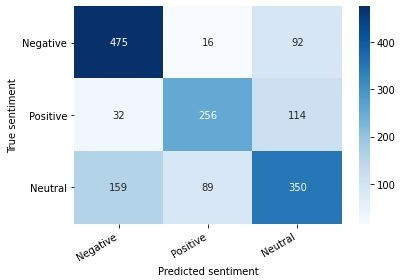 Negative 475 16 92
Positive 32 256 114
Neutral 159 89 350
True sentiment
Negative Positive Neutral
Predicted sentiment
400
300
200
100